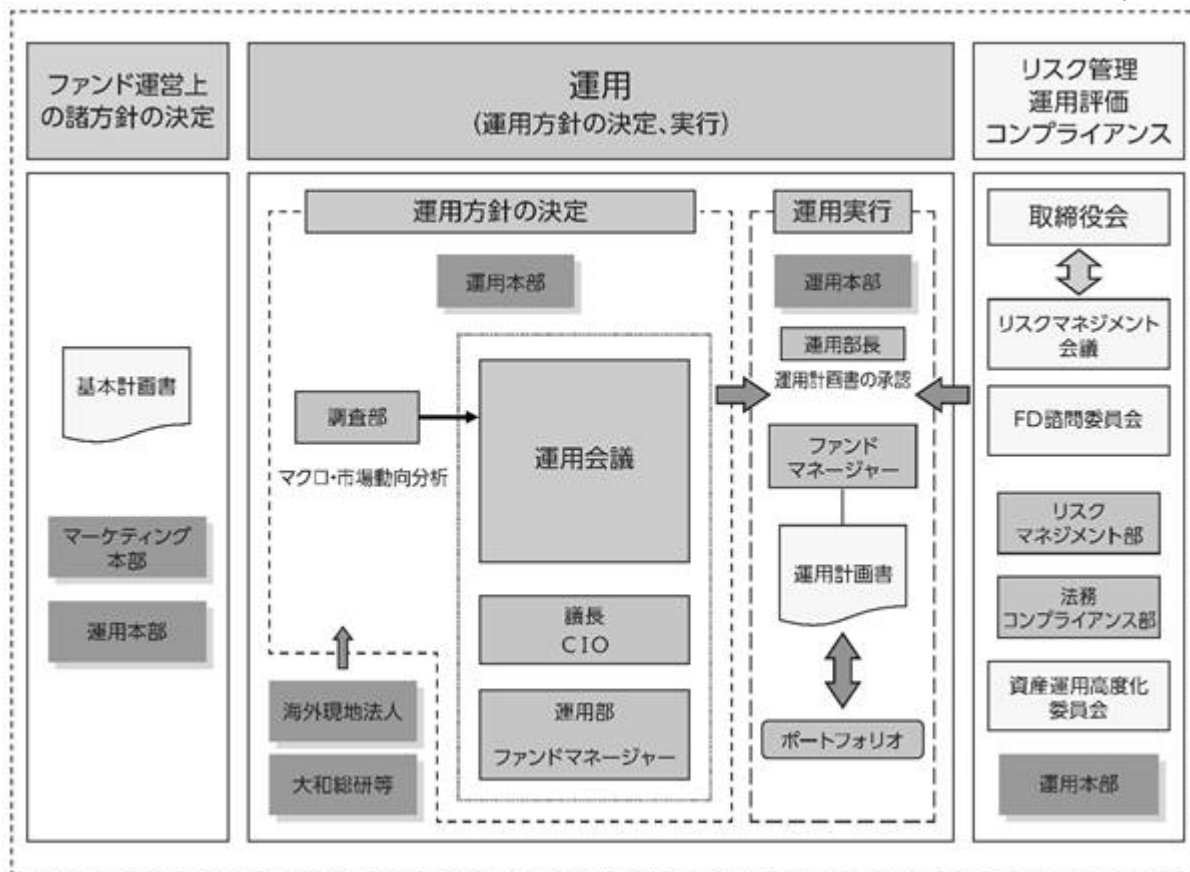 ファンド運営上
の諸方針の決定
運用
(運用方針の決定、実行)
リスク管理
運用評価
コンプライアンス
基本計画書
マーケティング
本部
運用本部
運用方針の決定
運用本部
調査部
マクロ・市場動向分析
運用会議
議長
CIO
運用部
ファンドマネージャー
海外現地法人
大和総研等
運用実行
運用本部
運用部長
運用計画書の承認
ファンド
マネージャー
運用計画書
ポートフォリオ
取締役会
リスクマネジメント
会議
FD諮問委員会
リスク
マネジメント部
法務
コンプライアンス部
資産運用高度化
委員会
運用本部